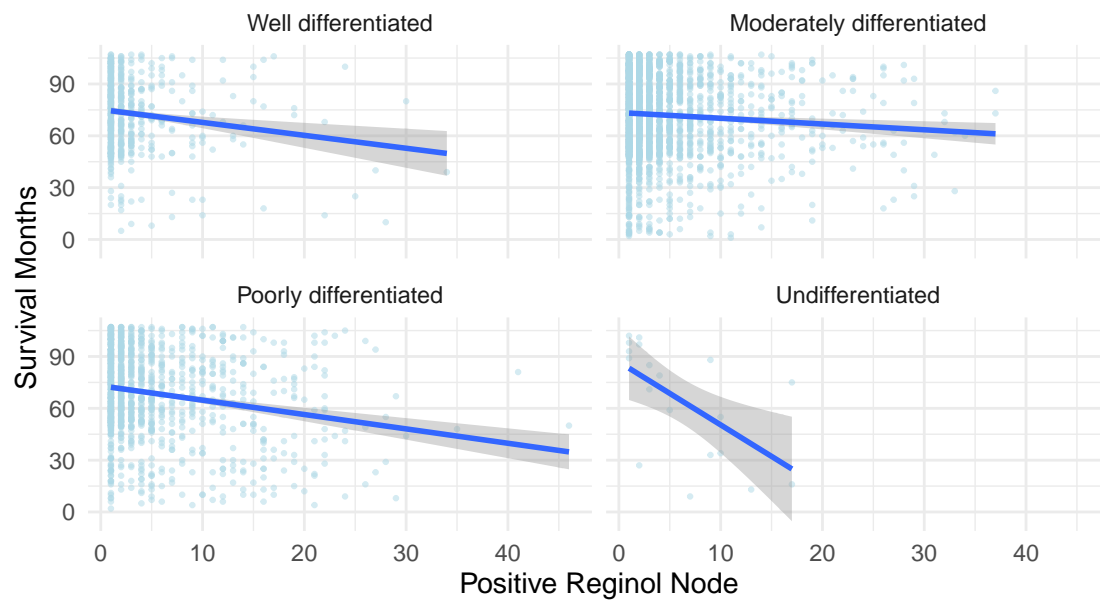 Well differentiated
Moderately differentiated
90
60
30
0
Survival Months
Poorly differentiated
Undifferentiated
90
60
30
0
0 10 20 30 40
0 10 20 30 40
Positive Reginol Node